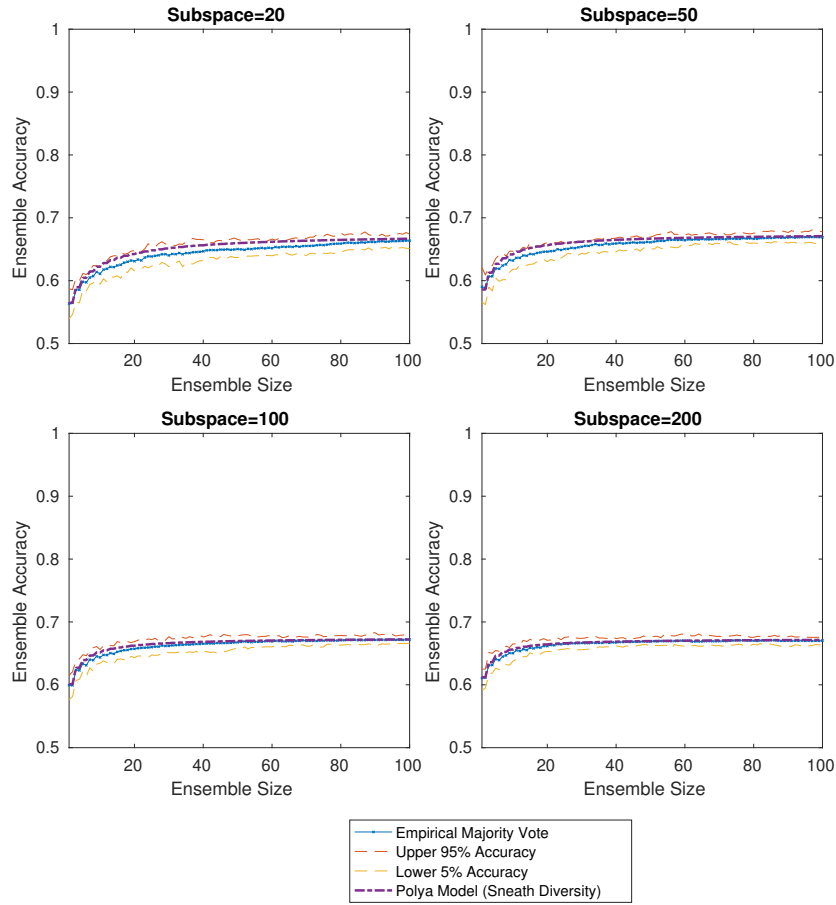 Subspace=20
1
0.9
0.8
0.7
0.6
0.5
Ensemble Accuracy
20 40 60 80 100
Ensemble Size
Subspace=50
1
0.9
0.8
0.7
0.6
0.5
Ensemble Accuracy
20 40 60 80 100
Ensemble Size
Subspace=100
1
0.9
0.8
0.7
0.6
0.5
Ensemble Accuracy
20 40 60 80 100
Ensemble Size
Subspace=200
1
0.9
0.8
0.7
0.6
0.5
Ensemble Accuracy
20 40 60 80 100
Ensemble Size
Empirical Majority Vote
Upper 95% Accuracy
Lower 5% Accuracy
Polya Model (Sneath Diversity)